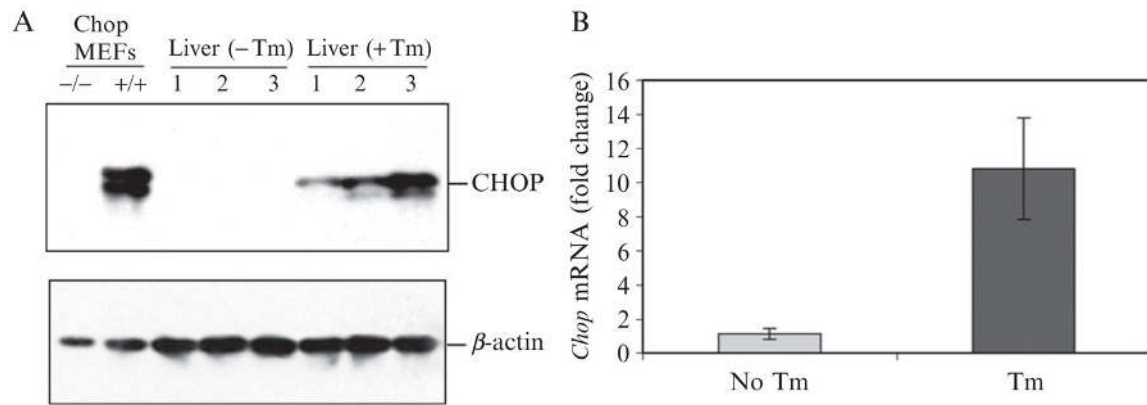 A
Chop
MEFs
Liver (−Tm)
Liver (+Tm)
−/−
+/+
1
2
3
1
2
3
CHOP
β-actin
B
Chop mRNA (fold change)
16
14
12
10
8
6
4
2
0
No Tm
Tm